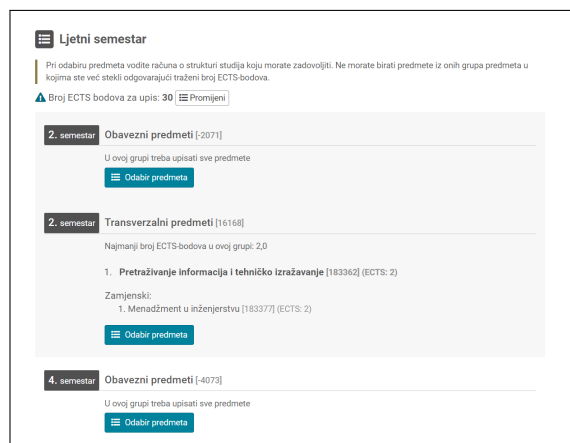 Ljetni semestar
Pri odabiru predmeta vodite računa o strukturi studija koju morate zadovoljiti. Ne morate birati predmete iz onih grupa predmeta u
kojima ste već stekli odgovarajući traženi broj ECTS-bodova.
Broj ECTS bodova za upis: 30 Promijeni
2. semestar Obavezni predmeti [-2071]
U ovoj grupi treba upisati sve predmete
Odabir predmeta
2. semestar Transverzalni predmeti [16168]
Najmanji broj ECTS-bodova u ovoj grupi: 2,0
1. Pretraživanje informacija i tehničko izražavanje [183362] (ECTS: 2)
Zamjenski:
1. Menadžment u inženjerstvu [183377] (ECTS: 2)
Odabir predmeta
4. semestar Obavezni predmeti [-4073]
U ovoj grupi treba upisati sve predmete
Odabir predmeta